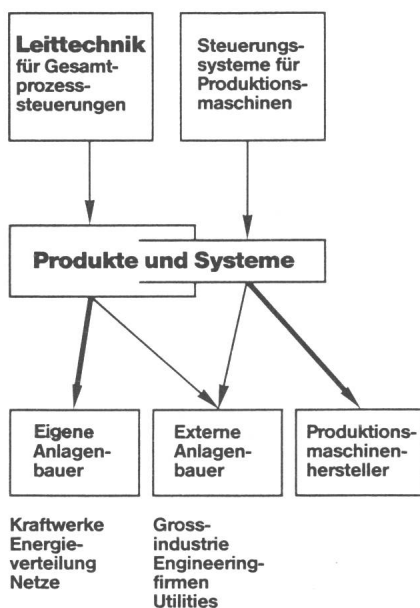 Leittechnik
für Gesamt-
prozess-
steuerungen
Steuerungs-
systeme für
Produktions-
maschinen
Produkte und Systeme
Eigene
Anlagen-
bauer
Externe
Anlagen-
bauer
Produktions-
maschinen-
hersteller
Kraftwerke
Energie-
verteilung
Netze
Gross-
industrie
Engineering-
firmen
Utilities